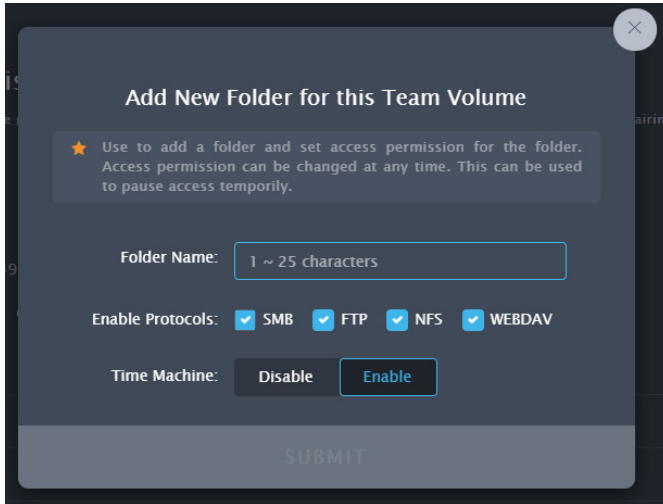 Add New Folder for this Team Volume
Use to add a folder and set access permission for the folder.
Access permission can be changed at any time. This can be used
to pause access temporily.
Folder Name: 1 ~ 25 characters
Enable Protocols: SMB FTP NFS WEBDAV
Time Machine: Disable Enable
SUBMIT